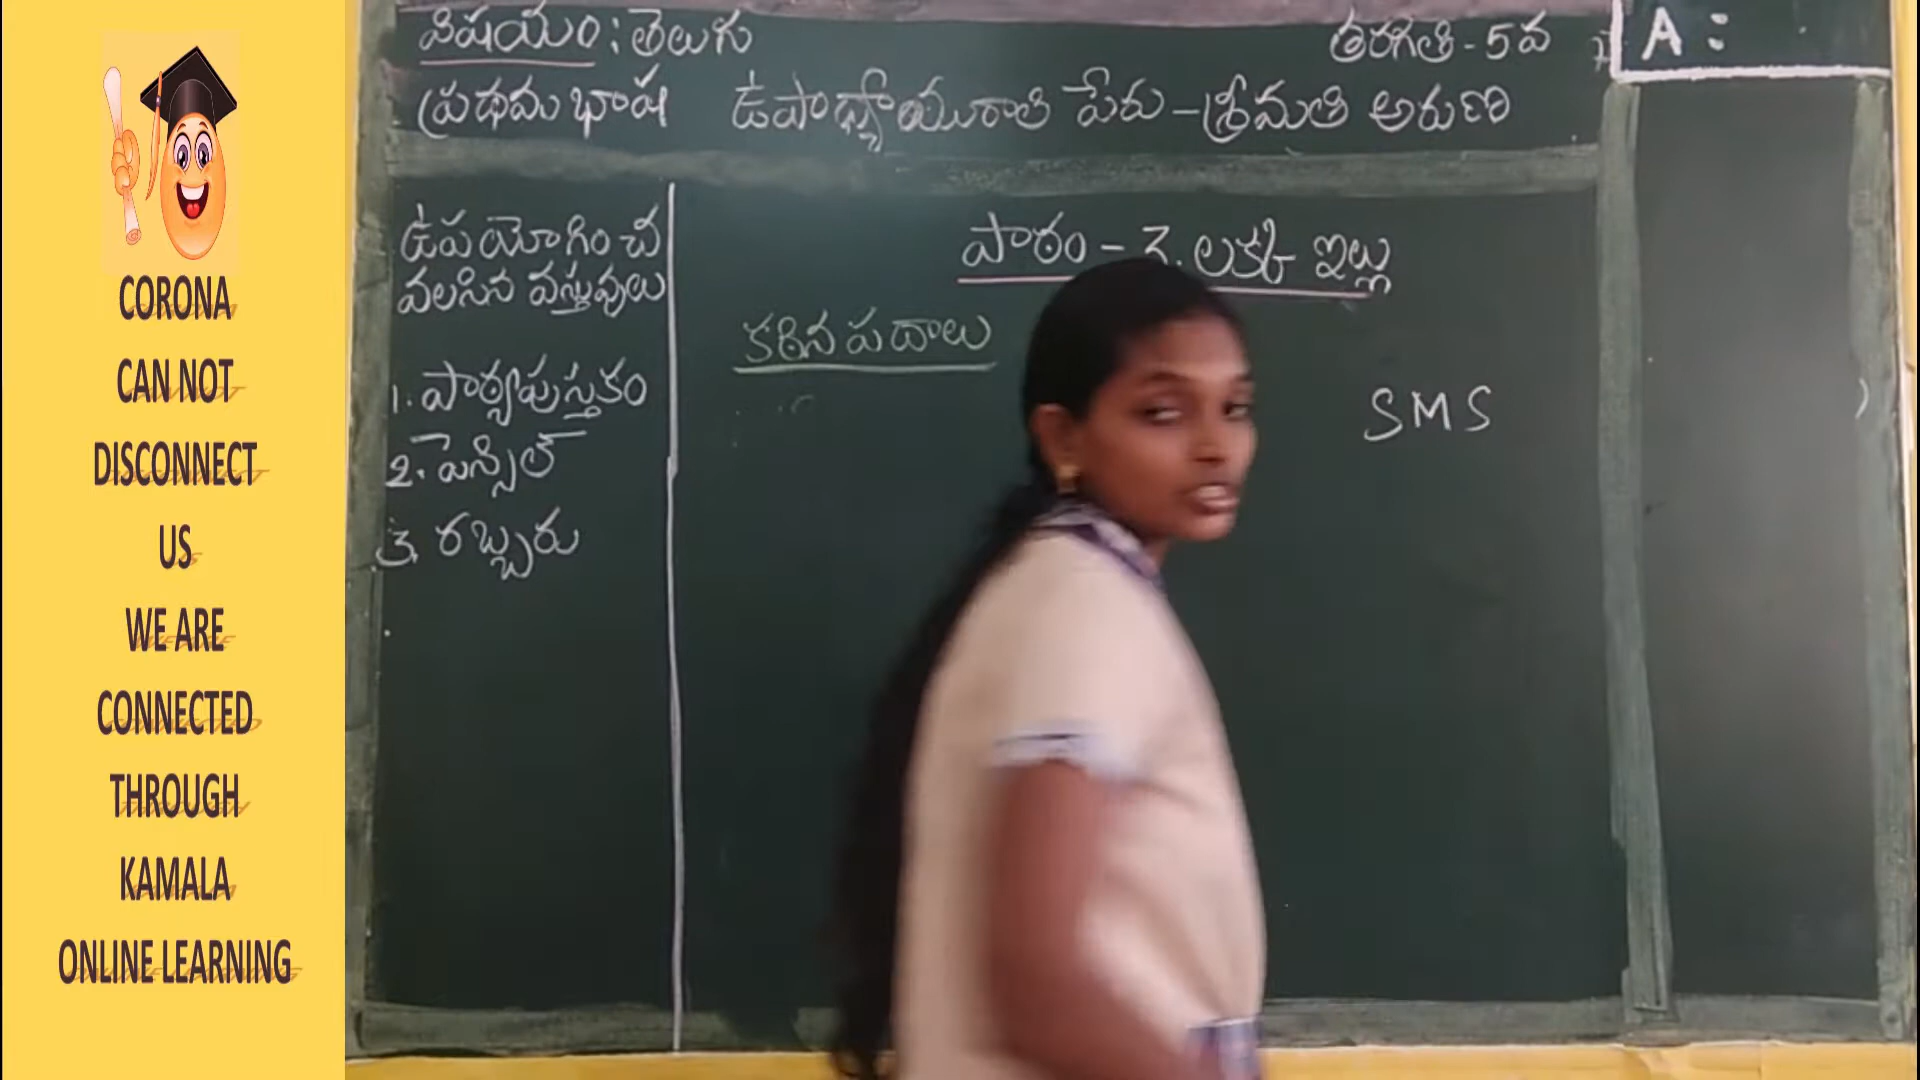 CORONA
CAN NOT
DISCONNECT
US
WE ARE
CONNECTED
THROUGH
KAMALA
ONLINE LEARNING
విషయం : తెలుగు
తరగతి - 5వ
A :
ప్రథమ భాష ఉపాధ్యాయురాలి పేరు - శ్రీమతి అరుణ
ఉపయోగించ
వలసిన వస్తువులు
1. పాఠ్యపుస్తకం
2. పెన్సిల్
3. రబ్బరు
పాఠం - లక్క ఇల్లు
కఠిన పదాలు
SMS